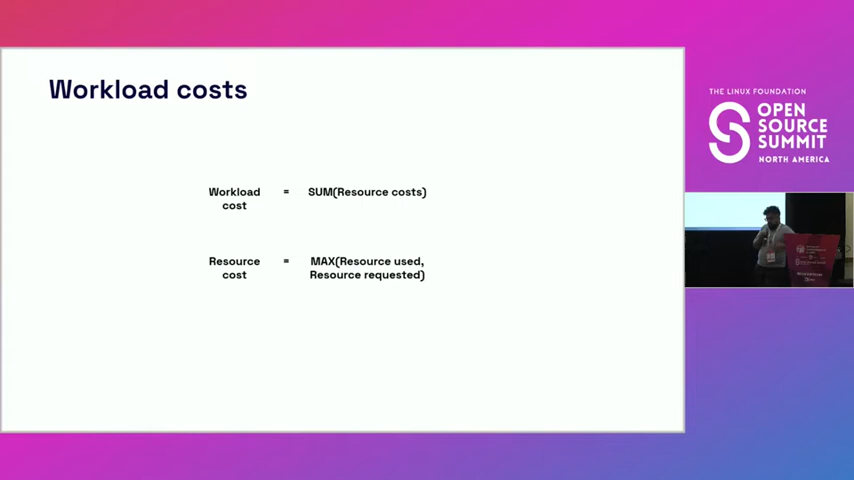 Workload costs
Workload
cost
=
SUM(Resource costs)
Resource
cost
=
MAX(Resource used,
Resource requested)
THE LINUX FOUNDATION
OPEN
SOURCE
SUMMIT
NORTH AMERICA